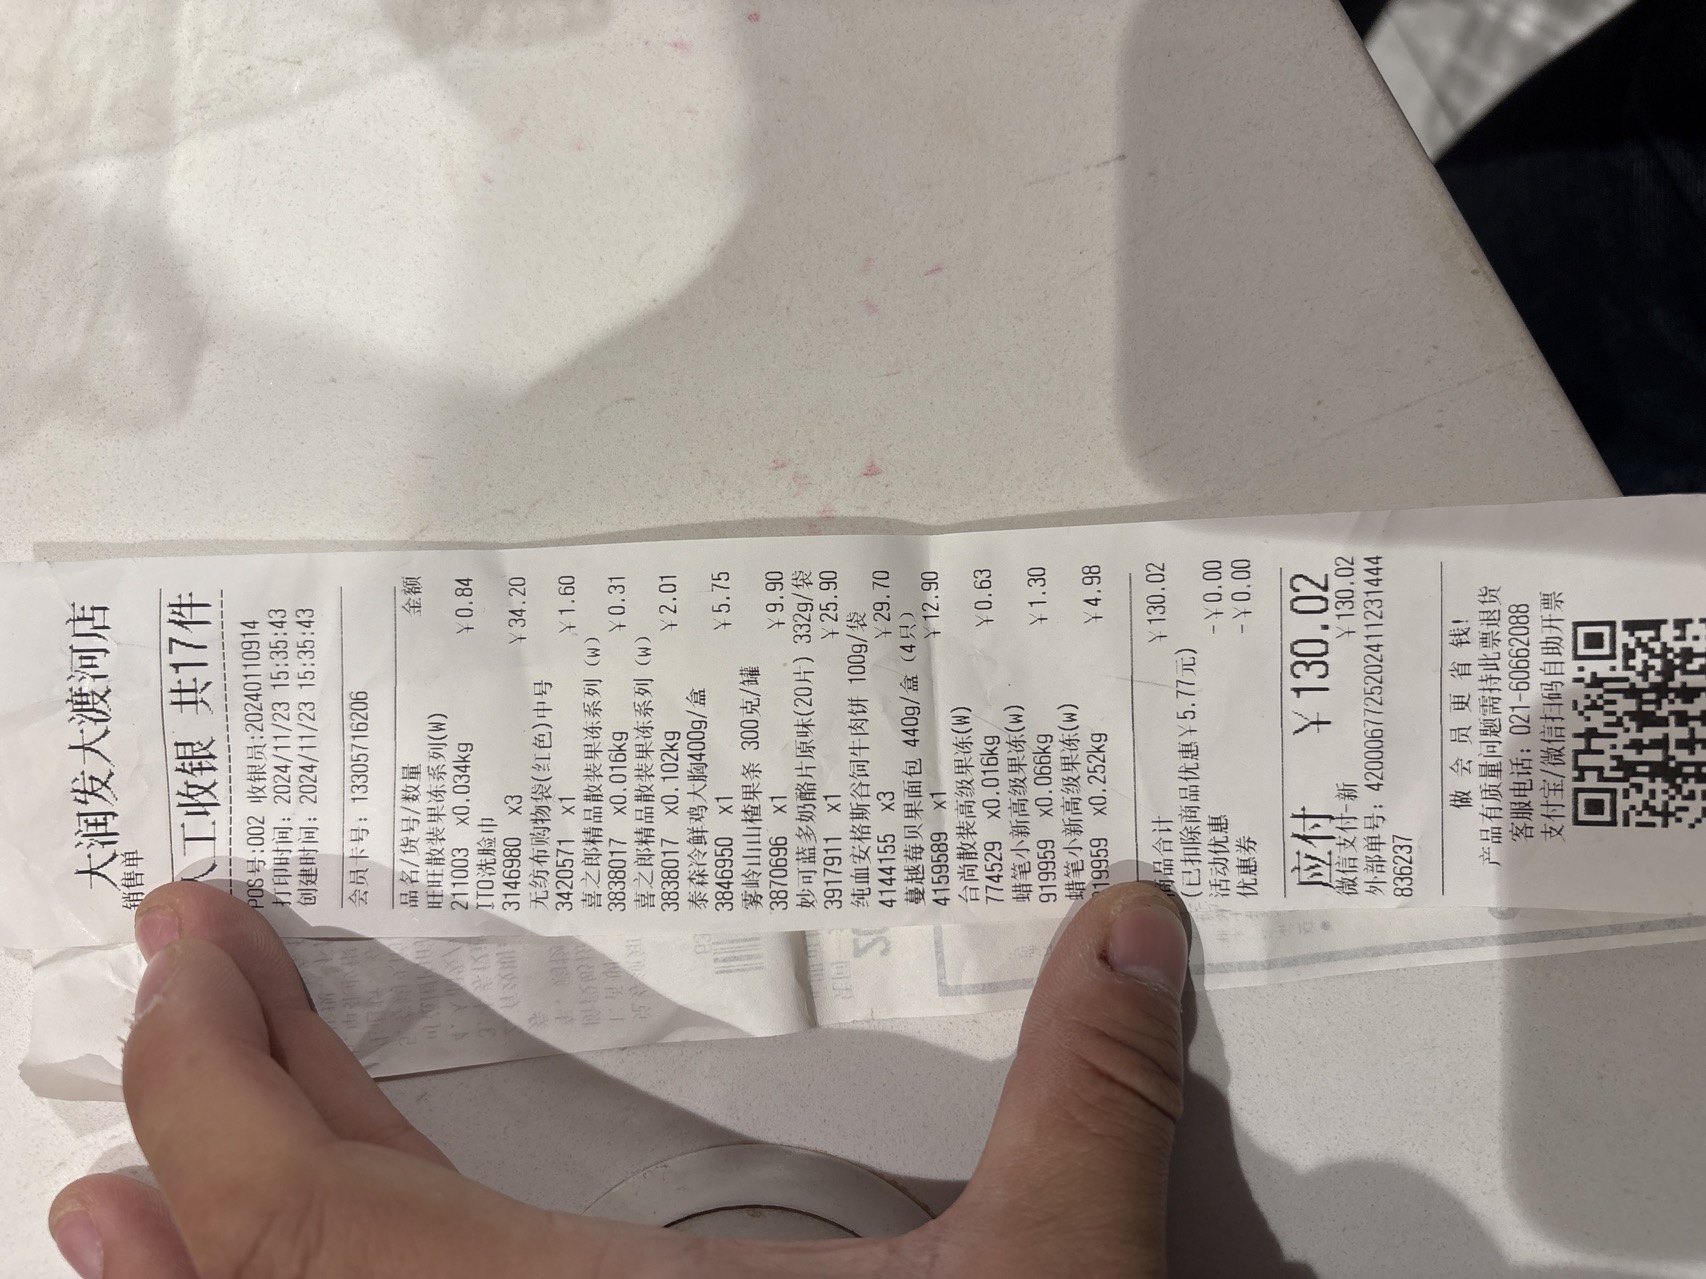 大润发大渡河店
销售单
人工收银 共17件
POS号:002 收银员:20240110914
打印时间: 2024/11/23 15:35:43
创建时间: 2024/11/23 15:35:43
会员卡号: 13305716206
品名/货号/数量 金额
旺旺散装果冻系列(W)
211003 x0.034kg ￥0.84
ITO洗脸巾
3146980 x3 ￥34.20
无纺布购物袋(红色)中号
3420571 x1 ￥1.60
喜之郎精品散装果冻系列 (w)
3838017 x0.016kg ￥0.31
喜之郎精品散装果冻系列 (w)
3838017 x0.102kg ￥2.01
泰森冷鲜鸡大胸400g/盒
3846950 x1 ￥5.75
雾岭山山楂果条 300克/罐
3870696 x1 ￥9.90
妙可蓝多奶酪片原味(20片) 332g/袋
3917911 x1 ￥25.90
纯血安格斯谷饲牛肉饼 100g/袋
4144155 x3 ￥29.70
蔓越莓贝果面包 440g/盒 (4只)
4159589 x1 ￥12.90
台尚散装高级果冻(W)
774529 x0.016kg ￥0.63
蜡笔小新高级果冻(w)
919959 x0.066kg ￥1.30
蜡笔小新高级果冻(w)
919959 x0.252kg ￥4.98
商品合计 ￥130.02
(已扣除商品优惠￥5.77元)
活动优惠 -￥0.00
优惠券 -￥0.00
应付 ￥130.02
微信支付-新 ￥130.02
外部单号: 4200067725202411231444
836237
做 会 员 更 省 钱!
产品有质量问题需持此票退货
客服电话: 021-60662088
支付宝/微信扫码自助开票